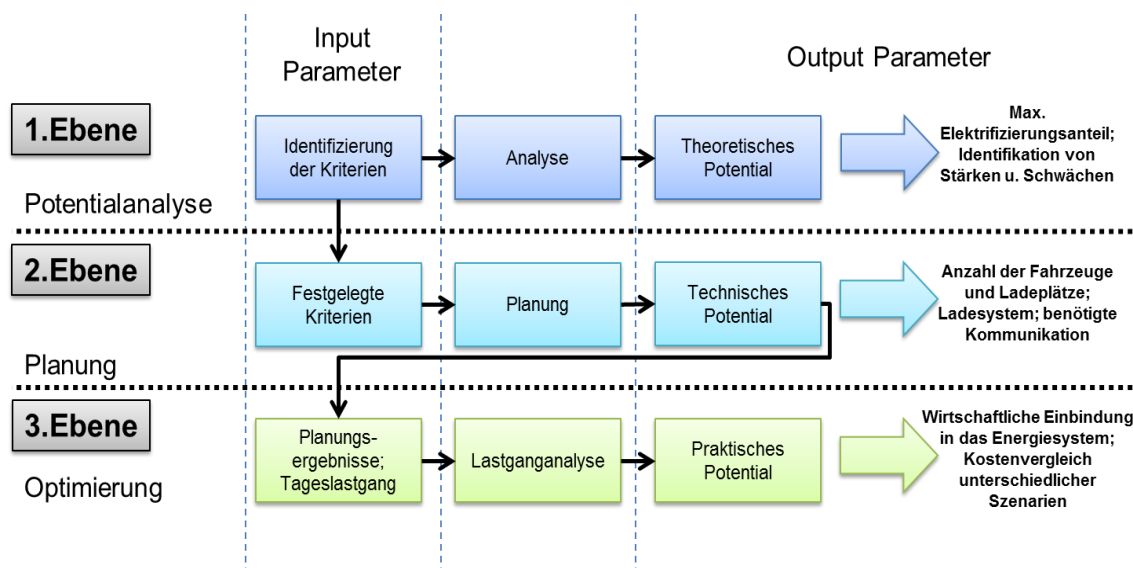 Input
Parameter
Output Parameter
1.Ebene
Potentialanalyse
Identifizierung
der Kriterien
Analyse
Theoretisches
Potential
Max.
Elektrifizierungsanteil;
Identifikation von
Stärken u. Schwächen
2.Ebene
Planung
Festgelegte
Kriterien
Planung
Technisches
Potential
Anzahl der Fahrzeuge
und Ladeplätze;
Ladesystem; benötigte
Kommunikation
3.Ebene
Optimierung
Planungs-
ergebnisse;
Tageslastgang
Lastganganalyse
Praktisches
Potential
Wirtschaftliche Einbindung
in das Energiesystem;
Kostenvergleich
unterschiedlicher
Szenarien